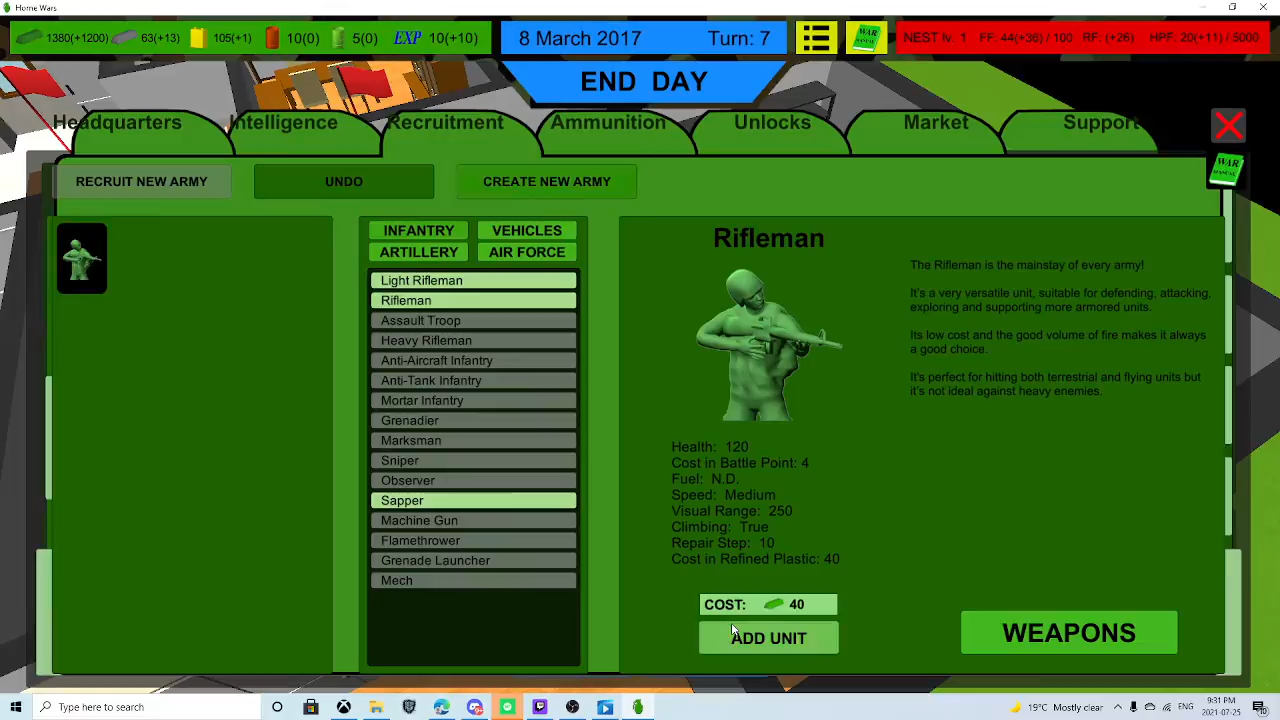 Home Wars
1380(+1200) 63(+13) 105(+1) 10(0) 5(0) EXP 10(+10)
8 March 2017 Turn: 7
WAR MANUAL
NEST lv. 1 FF: 44(+36) / 100 RF: (+26) HPF: 20(+11) / 5000
END DAY
Headquarters Intelligence Recruitment Ammunition Unlocks Market Support
WAR MANUAL
RECRUIT NEW ARMY UNDO CREATE NEW ARMY
INFANTRY VEHICLES
ARTILLERY AIR FORCE
Light Rifleman
Rifleman
Assault Troop
Heavy Rifleman
Anti-Aircraft Infantry
Anti-Tank Infantry
Mortar Infantry
Grenadier
Marksman
Sniper
Observer
Sapper
Machine Gun
Flamethrower
Grenade Launcher
Mech
Rifleman
Health: 120
Cost in Battle Point: 4
Fuel: N.D.
Speed: Medium
Visual Range: 250
Climbing: True
Repair Step: 10
Cost in Refined Plastic: 40
COST: 40
ADD UNIT
The Rifleman is the mainstay of every army!
It's a very versatile unit, suitable for defending, attacking,
exploring and supporting more armored units.
Its low cost and the good volume of fire makes it always
a good choice.
It's perfect for hitting both terrestrial and flying units but
it's not ideal against heavy enemies.
WEAPONS
Type here to search
19°C Mostly clear
9:31 PM
2021-07-25